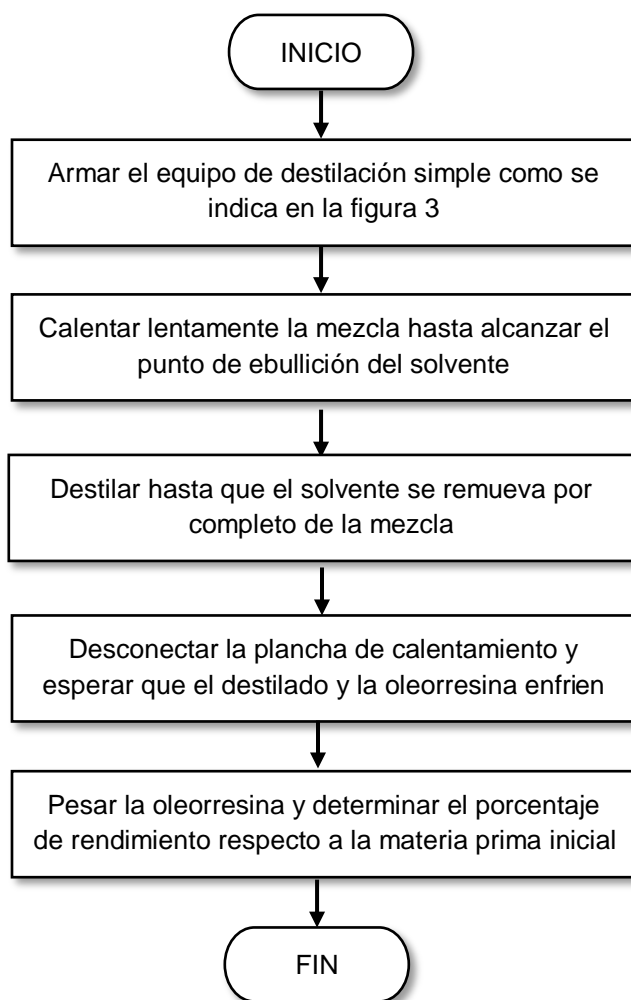 INICIO
Armar el equipo de destilación simple como se
indica en la figura 3
Calentar lentamente la mezcla hasta alcanzar el
punto de ebullición del solvente
Destilar hasta que el solvente se remueva por
completo de la mezcla
Desconectar la plancha de calentamiento y
esperar que el destilado y la oleorresina enfrien
Pesar la oleorresina y determinar el porcentaje
de rendimiento respecto a la materia prima inicial
FIN